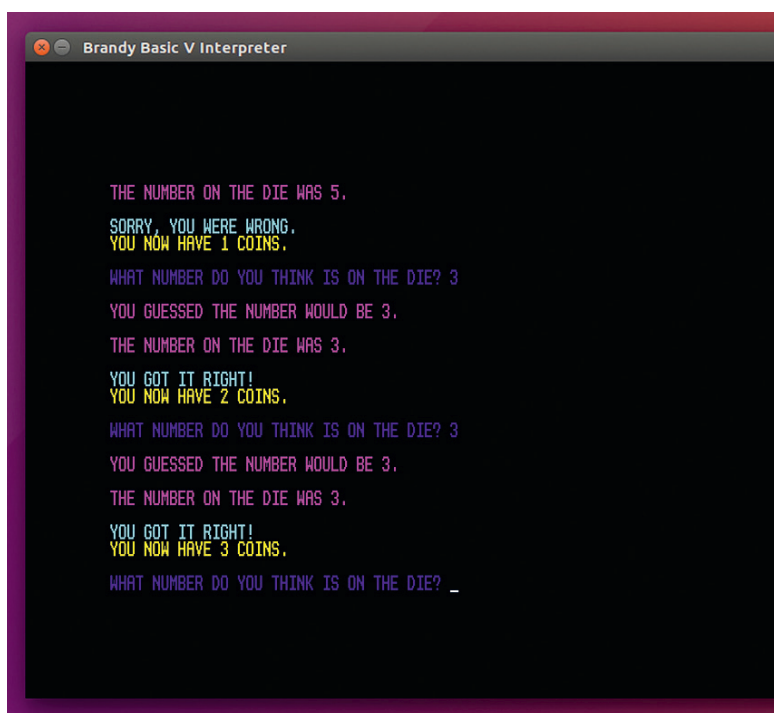 Brandy Basic V Interpreter
THE NUMBER ON THE DIE WAS 5.
SORRY, YOU WERE WRONG.
YOU NOW HAVE 1 COINS.
WHAT NUMBER DO YOU THINK IS ON THE DIE? 3
YOU GUESSED THE NUMBER WOULD BE 3.
THE NUMBER ON THE DIE WAS 3.
YOU GOT IT RIGHT!
YOU NOW HAVE 2 COINS.
WHAT NUMBER DO YOU THINK IS ON THE DIE? 3
YOU GUESSED THE NUMBER WOULD BE 3.
THE NUMBER ON THE DIE WAS 3.
YOU GOT IT RIGHT!
YOU NOW HAVE 3 COINS.
WHAT NUMBER DO YOU THINK IS ON THE DIE? _